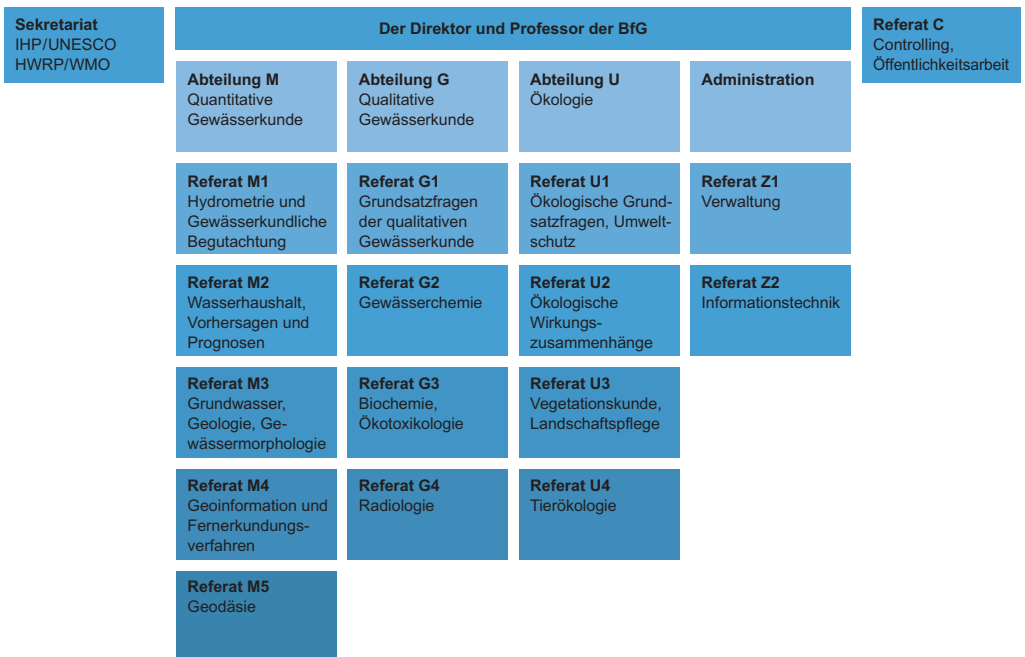 Sekretariat
IHP/UNESCO
HWRP/WMO
Der Direktor und Professor der BfG
Referat C
Controlling,
Öffentlichkeitsarbeit
Abteilung M
Quantitative
Gewässerkunde
Abteilung G
Qualitative
Gewässerkunde
Abteilung U
Ökologie
Administration
Referat M1
Hydrometrie und
Gewässerkundliche
Begutachtung
Referat G1
Grundsatzfragen
der qualitativen
Gewässerkunde
Referat U1
Ökologische Grund-
satzfragen, Umwelt-
schutz
Referat Z1
Verwaltung
Referat M2
Wasserhaushalt,
Vorhersagen und
Prognosen
Referat G2
Gewässerchemie
Referat U2
Ökologische
Wirkungs-
zusammenhänge
Referat Z2
Informationstechnik
Referat M3
Grundwasser,
Geologie, Ge-
wässermorphologie
Referat G3
Biochemie,
Ökotoxikologie
Referat U3
Vegetationskunde,
Landschaftspflege
Referat M4
Geoinformation und
Fernerkundungs-
verfahren
Referat G4
Radiologie
Referat U4
Tierökologie
Referat M5
Geodäsie